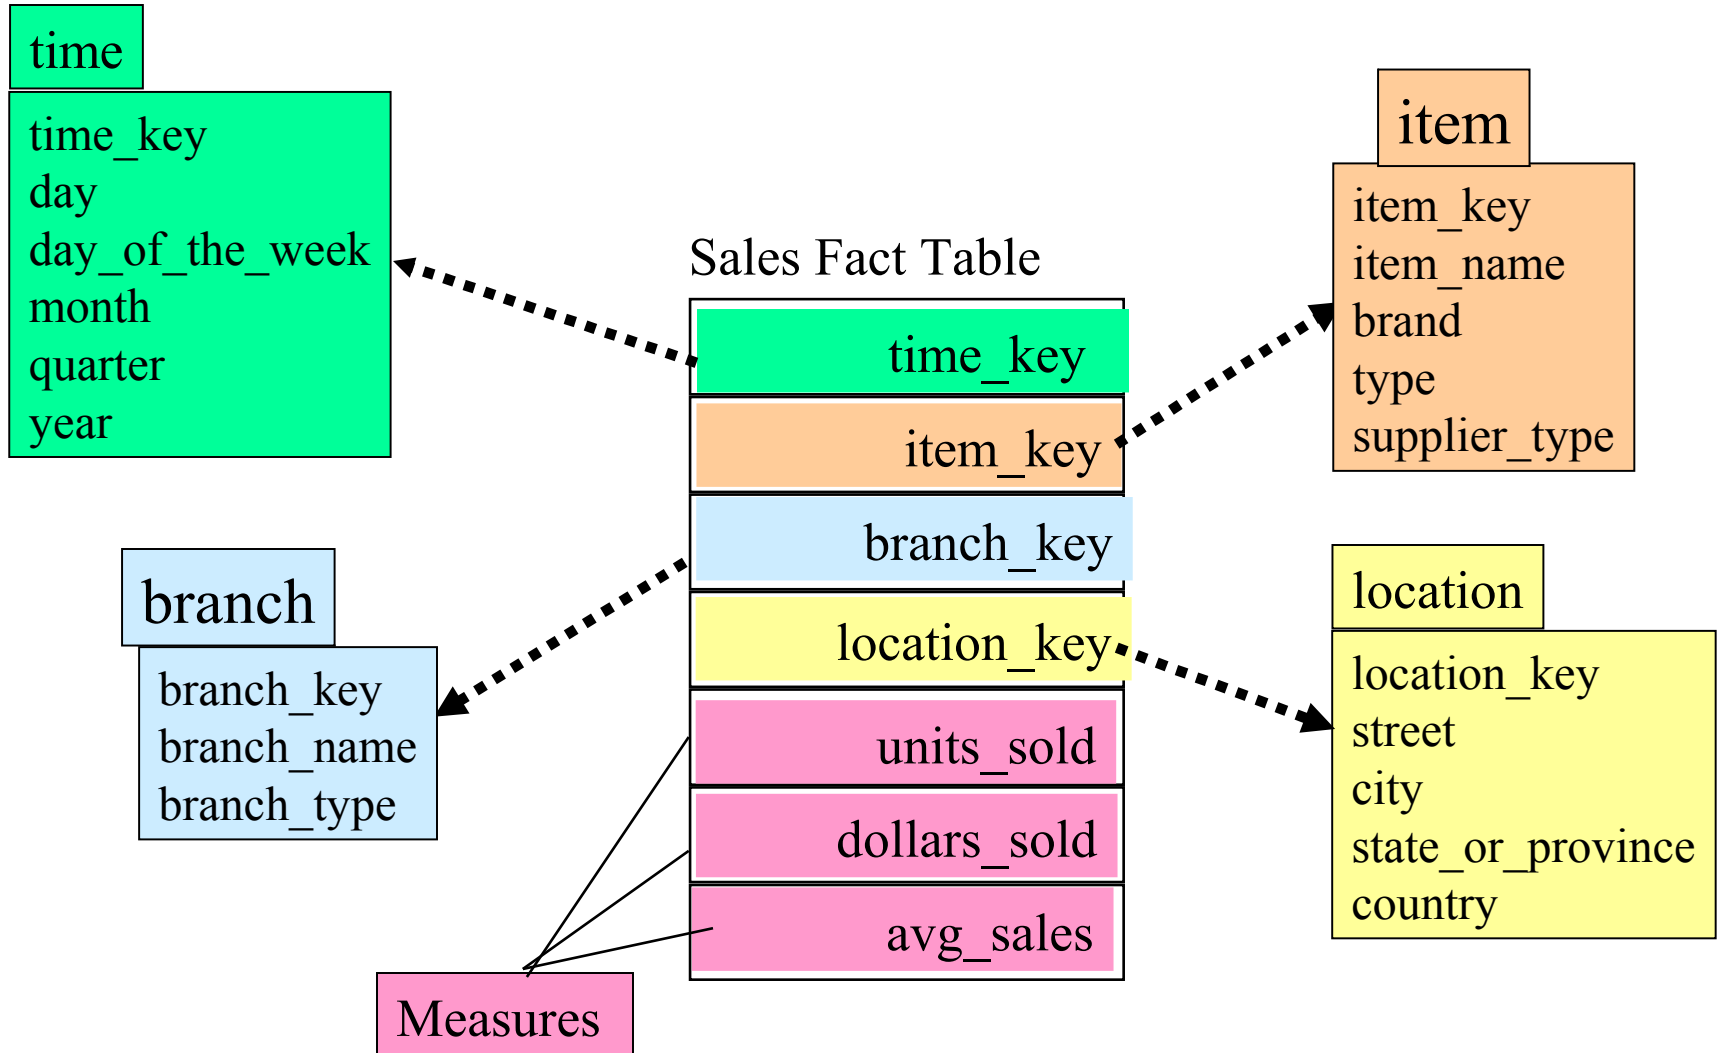 time
time_key
day
day_of_the_week
month
quarter
year
branch
branch_key
branch_name
branch_type
Sales Fact Table
time_key
item_key
branch_key
location_key
units_sold
dollars_sold
avg_sales
Measures
item
item_key
item_name
brand
type
supplier_type
location
location_key
street
city
state_or_province
country